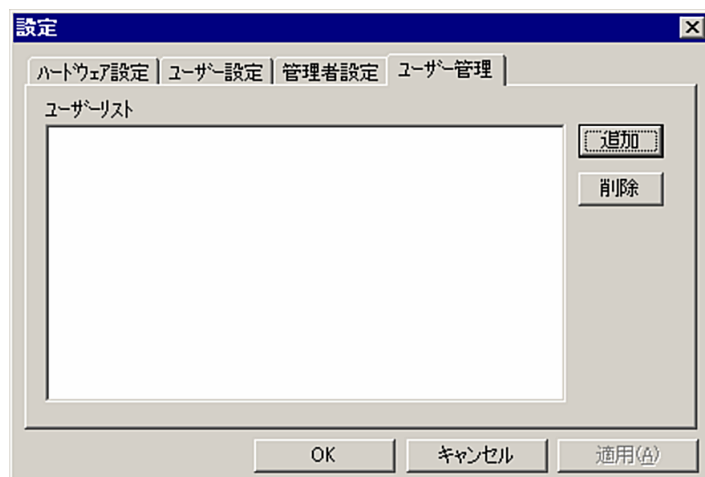 設定
ﾊｰﾄﾞｳｪｱ設定 ﾕｰｻﾞｰ設定 管理者設定 ﾕｰｻﾞｰ管理
ﾕｰｻﾞｰﾘｽﾄ
追加
削除
OK ｷｬﾝｾﾙ 適用(A)